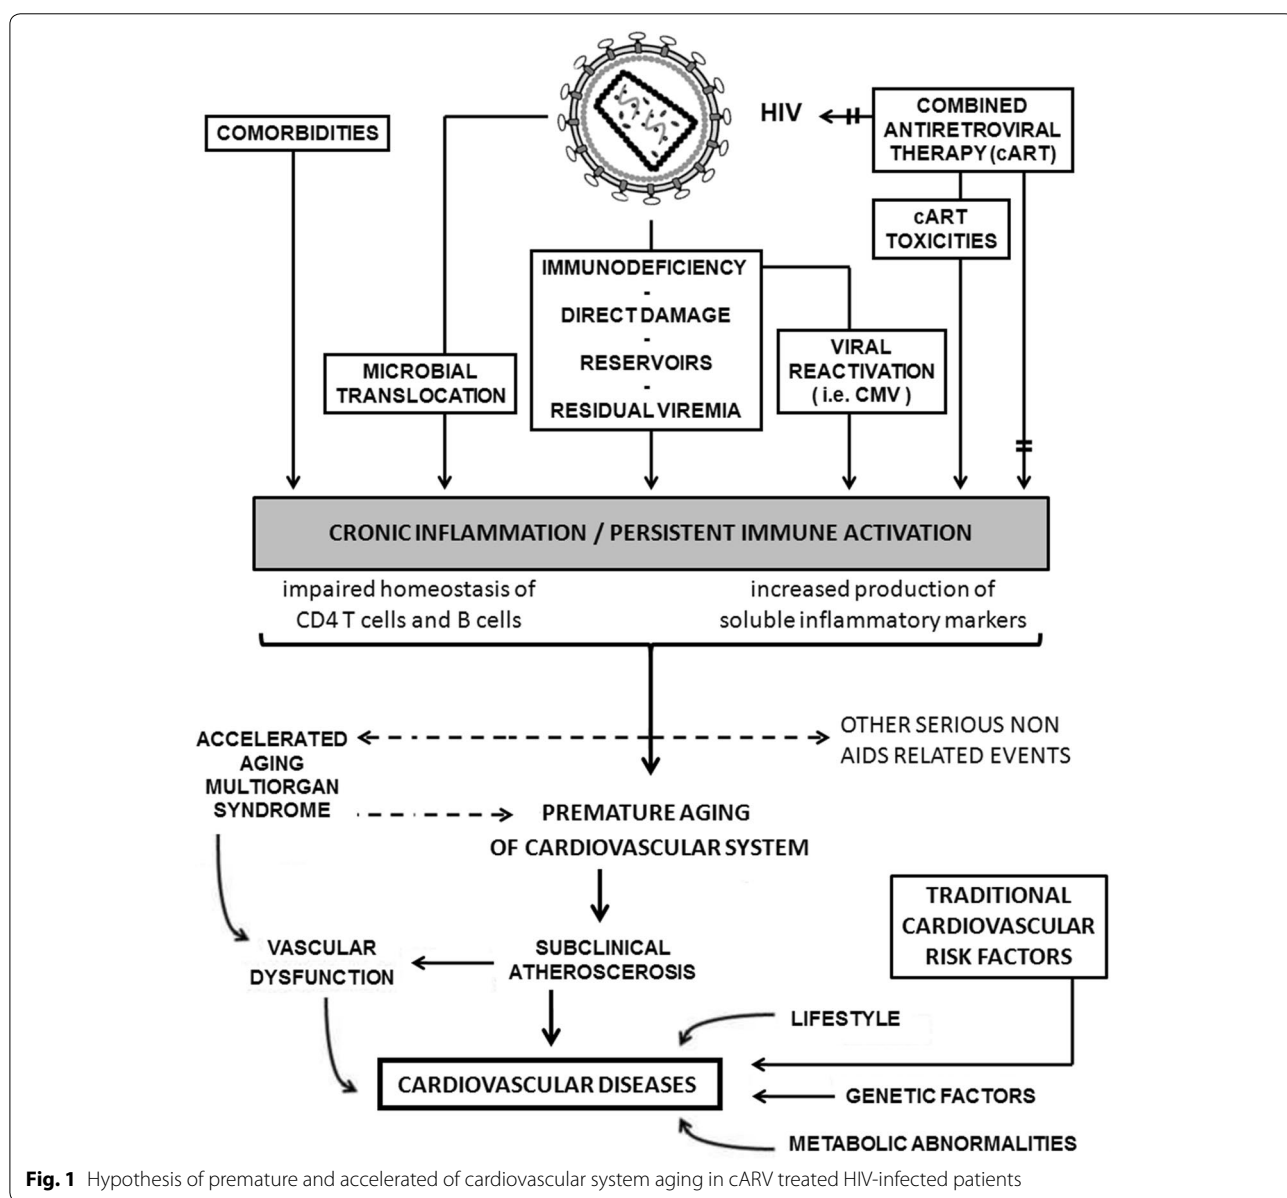 HIV
COMBINED
ANTIRETROVIRAL
THERAPY (cART)
COMORBIDITIES
cART
TOXICITIES
IMMUNODEFICIENCY
-
DIRECT DAMAGE
-
RESERVOIRS
-
RESIDUAL VIREMIA
MICROBIAL
TRANSLOCATION
VIRAL
REACTIVATION
( i.e. CMV )
CRONIC INFLAMMATION / PERSISTENT IMMUNE ACTIVATION
impaired homeostasis of
CD4 T cells and B cells
increased production of
soluble inflammatory markers
ACCELERATED
AGING
MULTIORGAN
SYNDROME
OTHER SERIOUS NON
AIDS RELATED EVENTS
PREMATURE AGING
OF CARDIOVASCULAR SYSTEM
TRADITIONAL
CARDIOVASCULAR
RISK FACTORS
VASCULAR
DYSFUNCTION
SUBCLINICAL
ATHEROSCEROSIS
LIFESTYLE
CARDIOVASCULAR DISEASES
GENETIC FACTORS
METABOLIC ABNORMALITIES
Fig. 1 Hypothesis of premature and accelerated of cardiovascular system aging in cARV treated HIV-infected patients